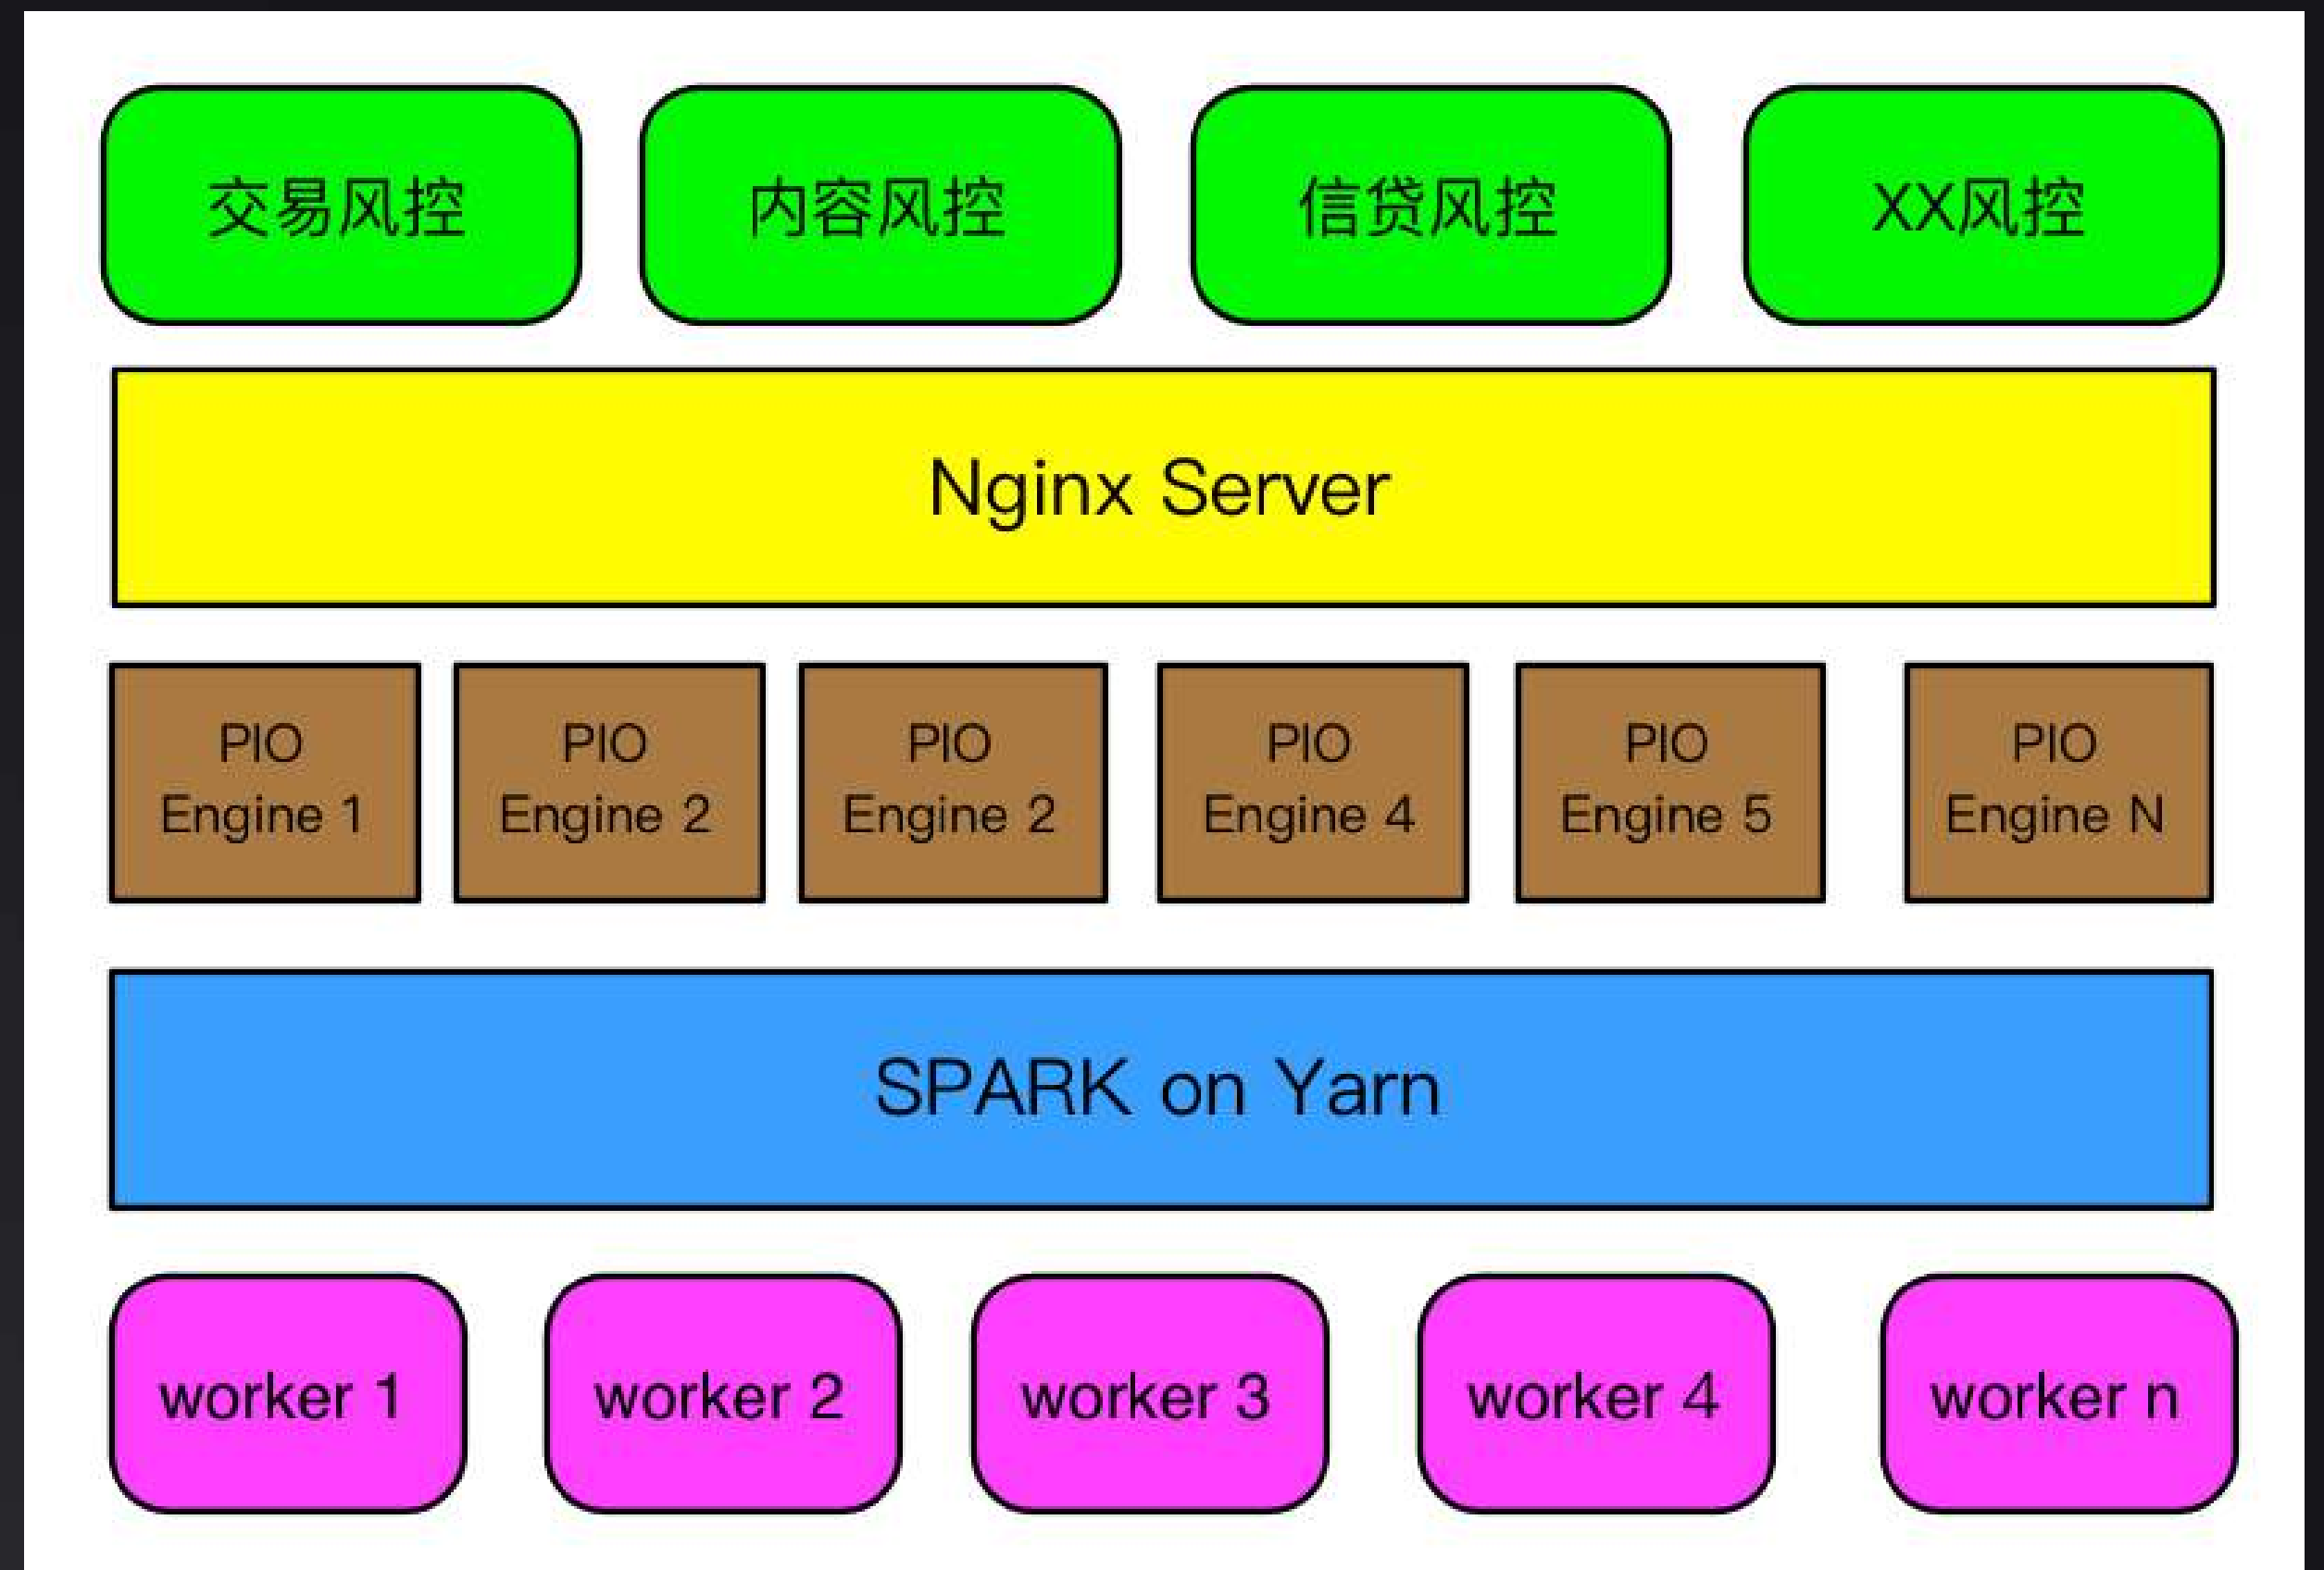 交易风控
内容风控
信贷风控
XX风控
Nginx Server
PIO
Engine 1
PIO
Engine 2
PIO
Engine 2
PIO
Engine 4
PIO
Engine 5
PIO
Engine N
SPARK on Yarn
worker 1
worker 2
worker 3
worker 4
worker n